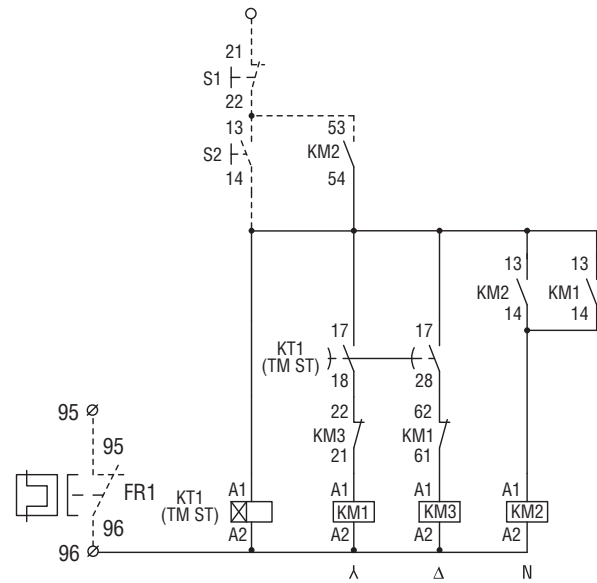 21
S1
22
13
53
S2
KM2
14
54
13
13
KM2
KM1
14
14
17
17
KT1
(TM ST)
18
28
22
62
KM3
KM1
21
61
95
95
FR1
96
96
KT1
(TM ST)
A1
A2
A1
KM1
A2
A1
KM3
A2
A1
KM2
A2
Δ
N